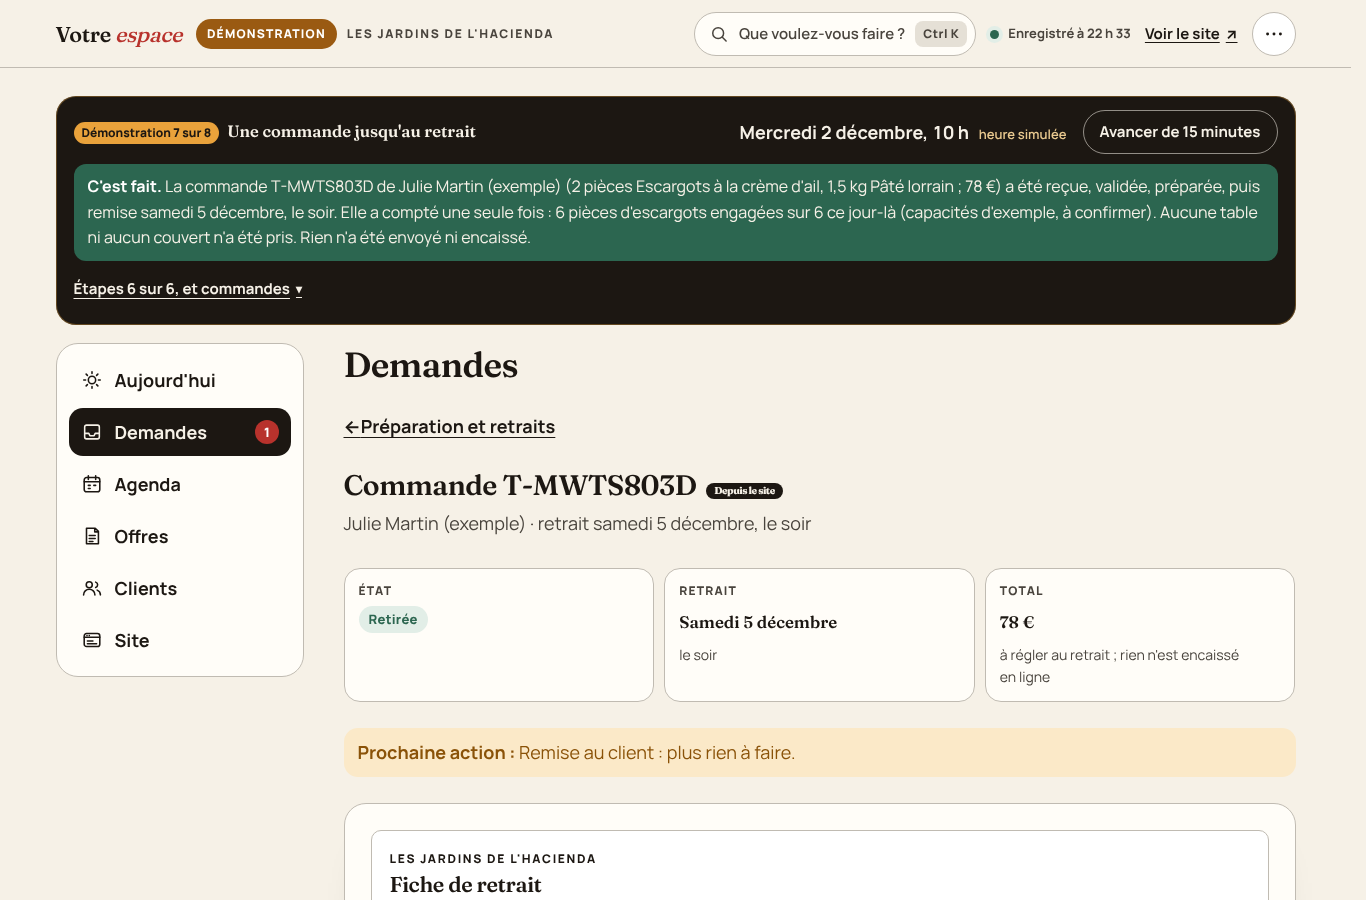 Votre espace
DÉMONSTRATION
LES JARDINS DE L'HACIENDA
Que voulez-vous faire ?
Ctrl K
Enregistré à 22 h 33
Voir le site ↗
Démonstration 7 sur 8
Une commande jusqu'au retrait
Mercredi 2 décembre, 10 h
heure simulée
Avancer de 15 minutes
C'est fait. La commande T-MWTS803D de Julie Martin (exemple) (2 pièces Escargots à la crème d'ail, 1,5 kg Pâté lorrain ; 78 €) a été reçue, validée, préparée, puis
remise samedi 5 décembre, le soir. Elle a compté une seule fois : 6 pièces d'escargots engagées sur 6 ce jour-là (capacités d'exemple, à confirmer). Aucune table
ni aucun couvert n'a été pris. Rien n'a été envoyé ni encaissé.
Étapes 6 sur 6, et commandes ▾
Aujourd'hui
Demandes
1
Agenda
Offres
Clients
Site
Demandes
←Préparation et retraits
Commande T-MWTS803D
Depuis le site
Julie Martin (exemple) · retrait samedi 5 décembre, le soir
ÉTAT
Retirée
RETRAIT
Samedi 5 décembre
le soir
TOTAL
78 €
à régler au retrait ; rien n'est encaissé
en ligne
Prochaine action : Remise au client : plus rien à faire.
LES JARDINS DE L'HACIENDA
Fiche de retrait